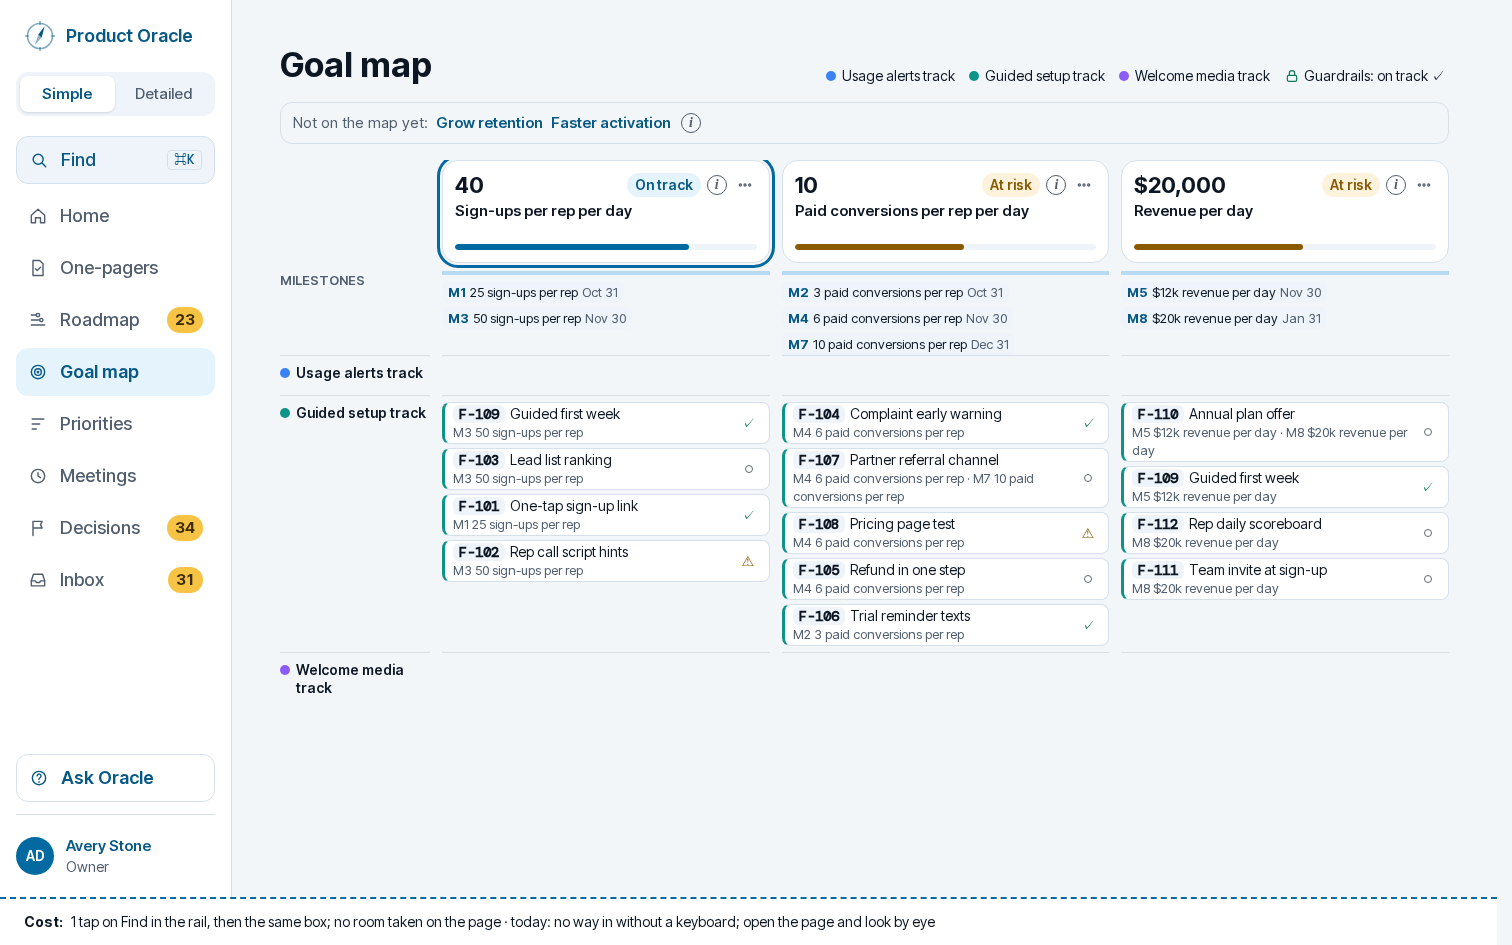 Product Oracle
Simple Detailed
Find ⌘K
Home
One-pagers
Roadmap 23
Goal map
Priorities
Meetings
Decisions 34
Inbox 31
Ask Oracle
AD Avery Stone
Owner
Goal map
Usage alerts track Guided setup track Welcome media track Guardrails: on track ✓
Not on the map yet: Grow retention Faster activation i
40 On track i ···
Sign-ups per rep per day
10 At risk i ···
Paid conversions per rep per day
$20,000 At risk i ···
Revenue per day
MILESTONES
M1 25 sign-ups per rep Oct 31
M3 50 sign-ups per rep Nov 30
M2 3 paid conversions per rep Oct 31
M4 6 paid conversions per rep Nov 30
M7 10 paid conversions per rep Dec 31
M5 $12k revenue per day Nov 30
M8 $20k revenue per day Jan 31
Usage alerts track
Guided setup track
F-109 Guided first week ✓
M3 50 sign-ups per rep
F-103 Lead list ranking ○
M3 50 sign-ups per rep
F-101 One-tap sign-up link ✓
M1 25 sign-ups per rep
F-102 Rep call script hints ⚠
M3 50 sign-ups per rep
F-104 Complaint early warning ✓
M4 6 paid conversions per rep
F-107 Partner referral channel ○
M4 6 paid conversions per rep · M7 10 paid
conversions per rep
F-108 Pricing page test ⚠
M4 6 paid conversions per rep
F-105 Refund in one step ○
M4 6 paid conversions per rep
F-106 Trial reminder texts ✓
M2 3 paid conversions per rep
F-110 Annual plan offer ○
M5 $12k revenue per day · M8 $20k revenue per
day
F-109 Guided first week ✓
M5 $12k revenue per day
F-112 Rep daily scoreboard ○
M8 $20k revenue per day
F-111 Team invite at sign-up ○
M8 $20k revenue per day
Welcome media
track
Cost: 1 tap on Find in the rail, then the same box; no room taken on the page · today: no way in without a keyboard; open the page and look by eye